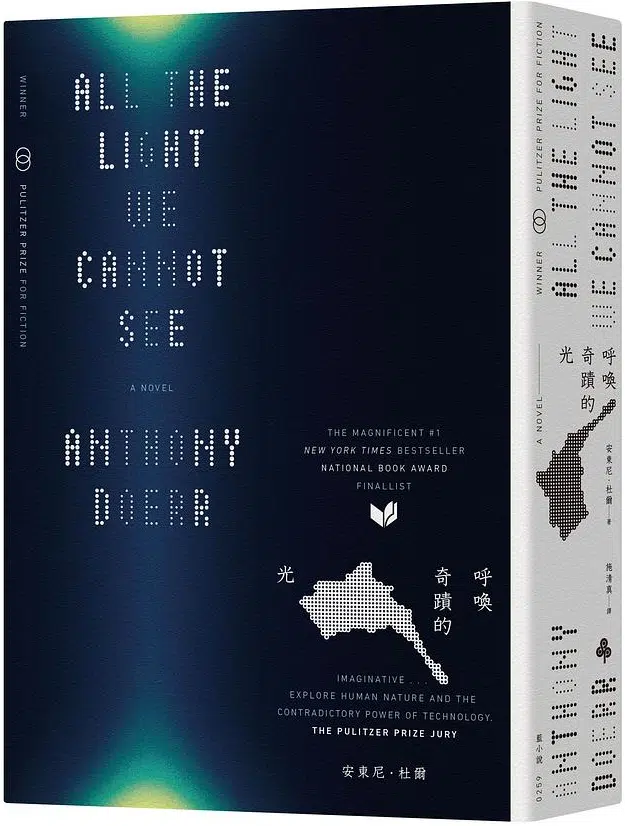 WINNER
PULITZER PRIZE FOR FICTION
ALL THE
LIGHT
WE
CANNOT
SEE
A NOVEL
ANTHONY
DOERR
THE MAGNIFICENT #1
NEW YORK TIMES BESTSELLER
NATIONAL BOOK AWARD
FINALLIST
呼喚
奇蹟的
光
IMAGINATIVE . . .
EXPLORE HUMAN NATURE AND THE
CONTRADICTORY POWER OF TECHNOLOGY.
THE PULITZER PRIZE JURY
安東尼·杜爾
ALL THE LIGHT
WE CANNOT SEE
WINNER
PULITZER PRIZE FOR FICTION
呼喚
奇蹟的
光
A NOVEL
安東尼·杜爾—著
施清真—譯
ANTHONY
DOERR
藍小說
0259